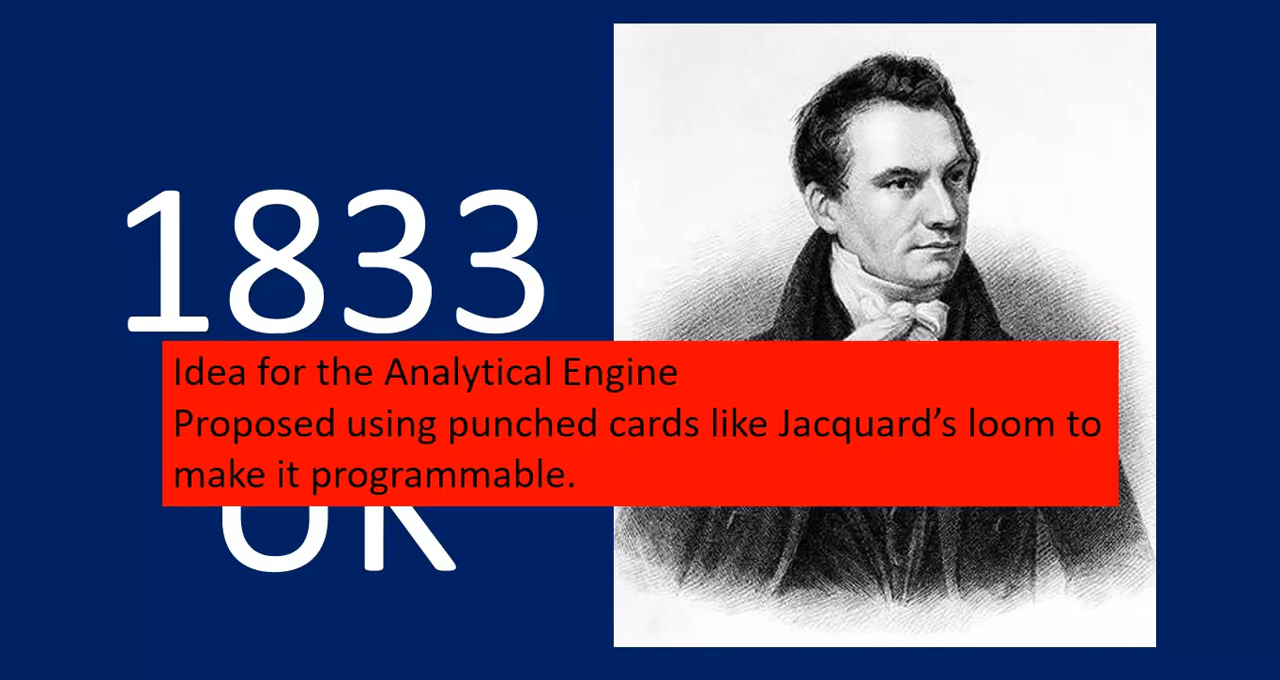 1833
Idea for the Analytical Engine
Proposed using punched cards like Jacquard’s loom to
make it programmable.
UK